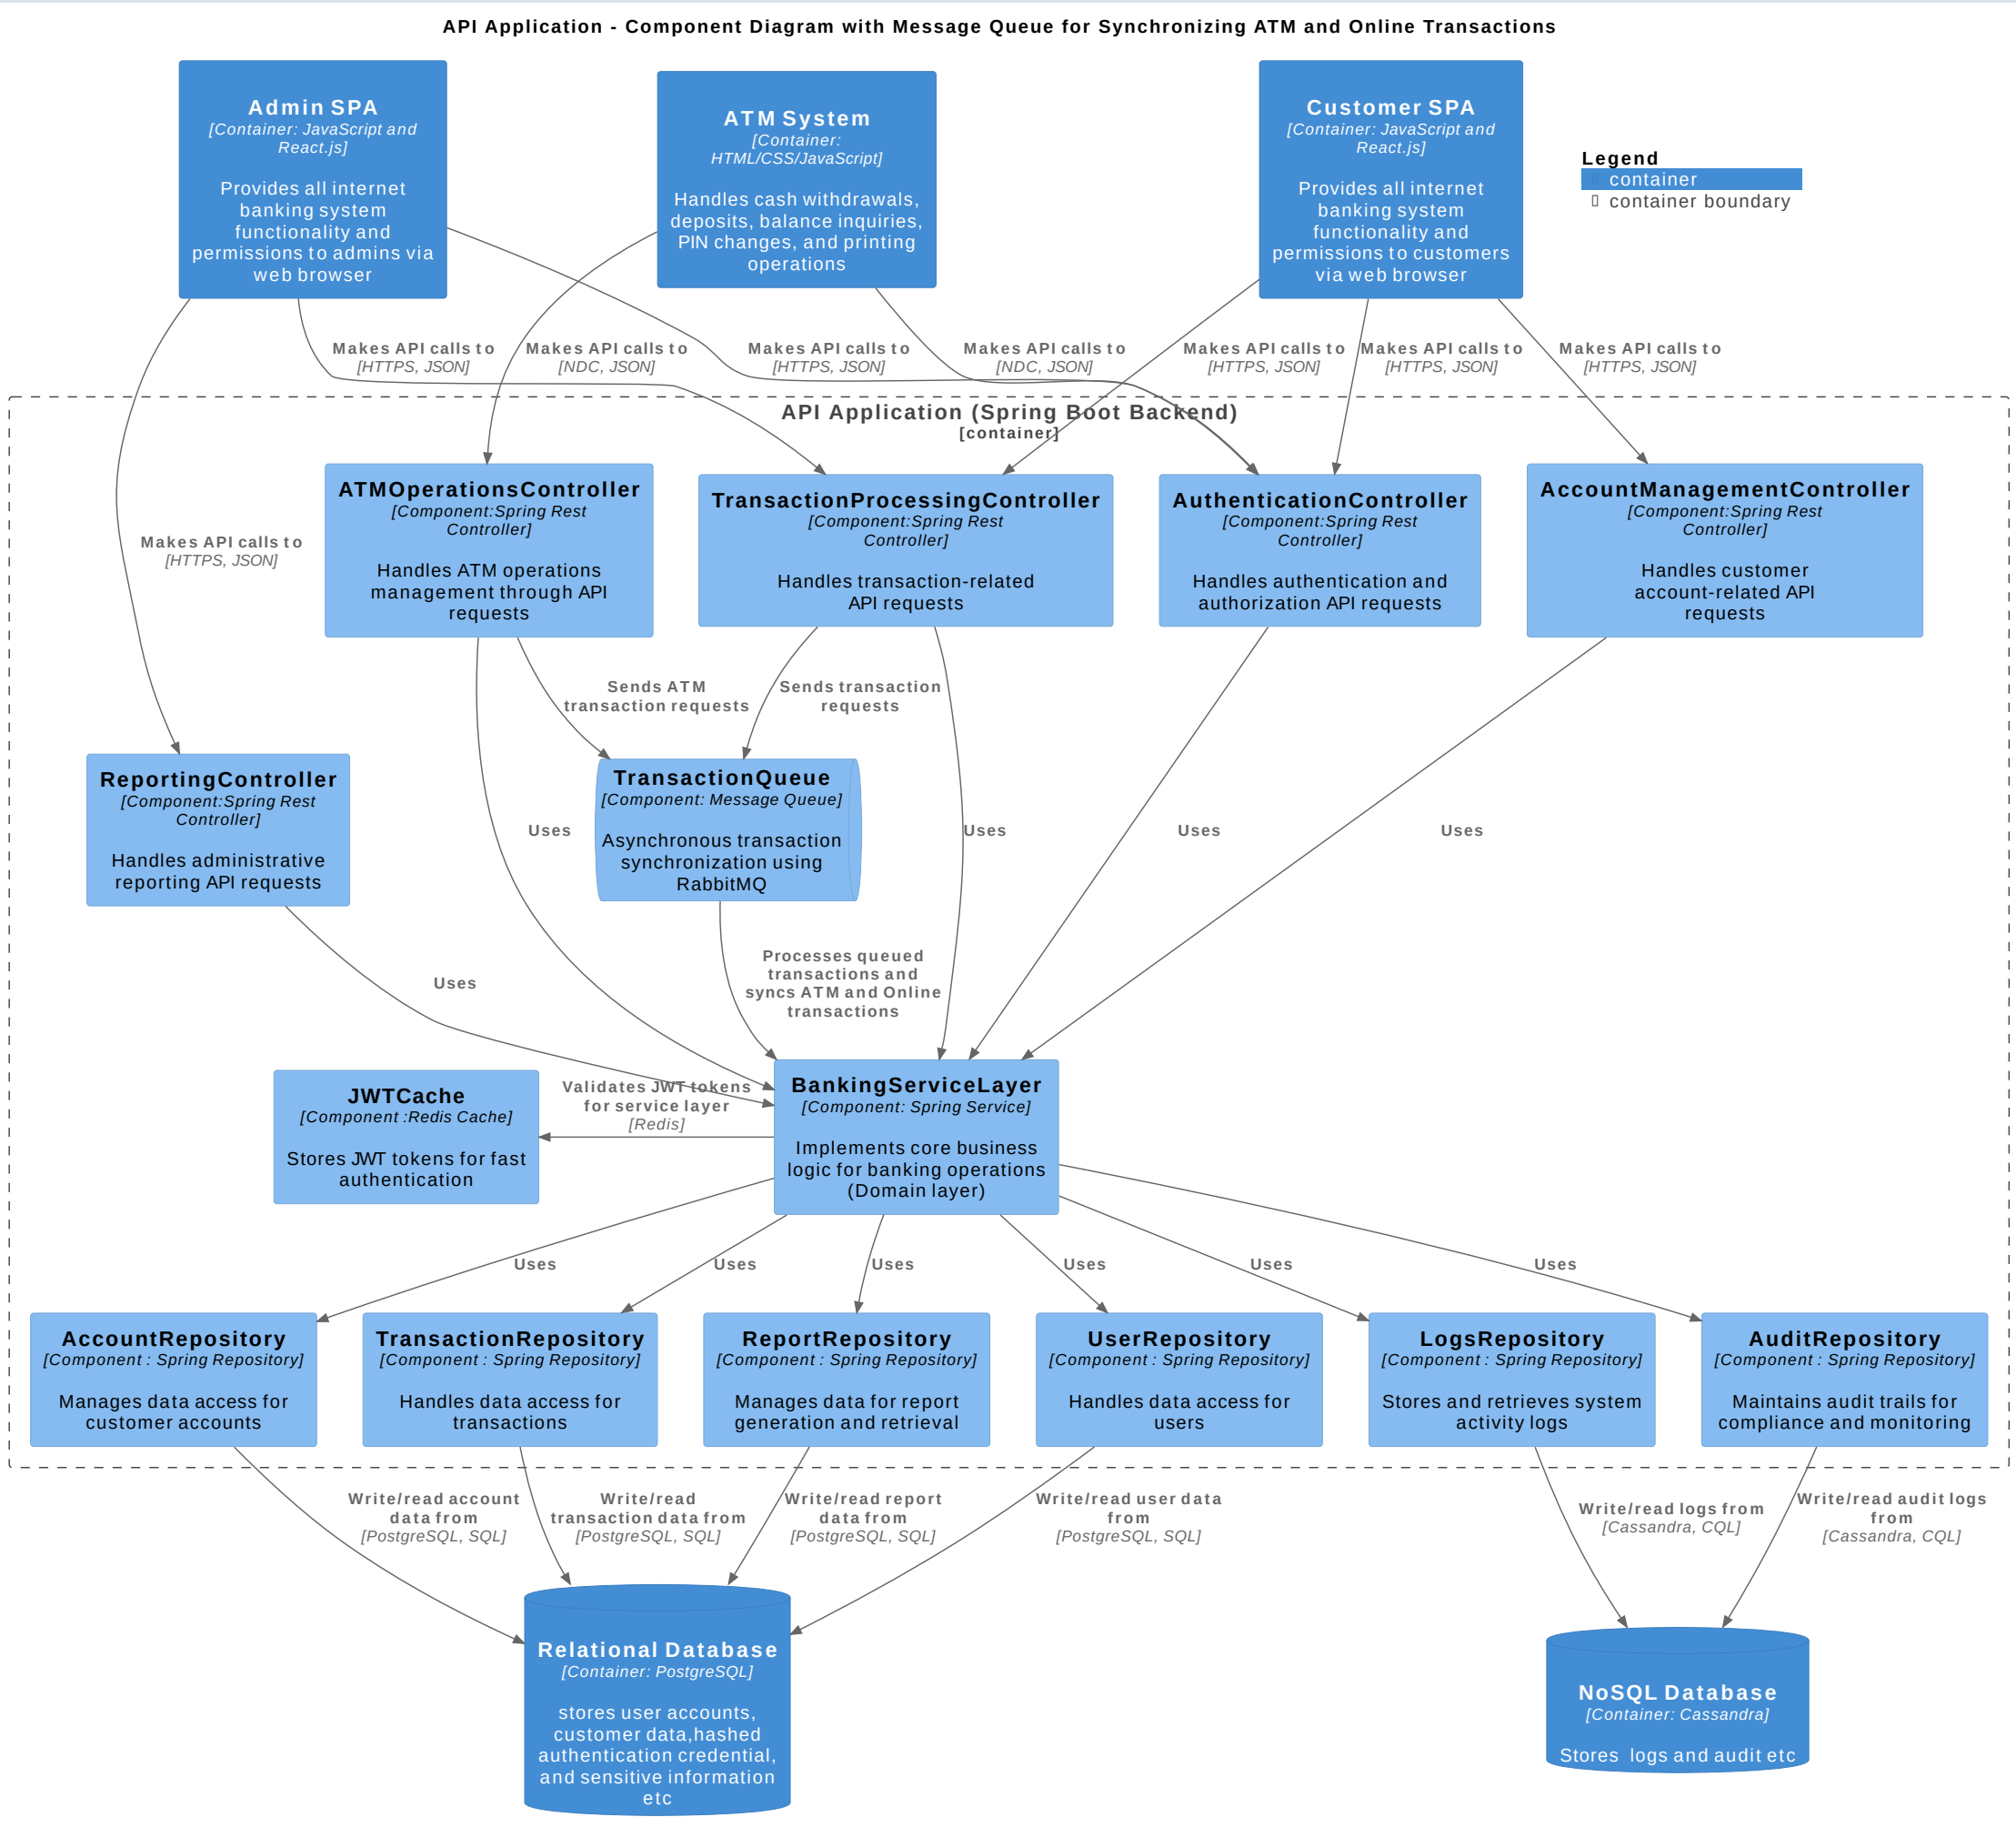 API Application - Component Diagram with Message Queue for Synchronizing ATM and Online Transactions
Admin SPA
[Container: JavaScript and
React.js]
Provides all internet
banking system
functionality and
permissions to admins via
web browser
ATM System
[Container:
HTML/CSS/JavaScript]
Handles cash withdrawals,
deposits, balance inquiries,
PIN changes, and printing
operations
Customer SPA
[Container: JavaScript and
React.js]
Provides all internet
banking system
functionality and
permissions to customers
via web browser
Legend
container
container boundary
Makes API calls to
[HTTPS, JSON]
Makes API calls to
[NDC, JSON]
Makes API calls to
[HTTPS, JSON]
Makes API calls to
[NDC, JSON]
Makes API calls to
[HTTPS, JSON]
Makes API calls to
[HTTPS, JSON]
Makes API calls to
[HTTPS, JSON]
API Application (Spring Boot Backend)
[container]
ATMOperationsController
[Component:Spring Rest
Controller]
Handles ATM operations
management through API
requests
TransactionProcessingController
[Component:Spring Rest
Controller]
Handles transaction-related
API requests
AuthenticationController
[Component:Spring Rest
Controller]
Handles authentication and
authorization API requests
AccountManagementController
[Component:Spring Rest
Controller]
Handles customer
account-related API
requests
Makes API calls to
[HTTPS, JSON]
Sends ATM
transaction requests
Sends transaction
requests
ReportingController
[Component:Spring Rest
Controller]
Handles administrative
reporting API requests
TransactionQueue
[Component: Message Queue]
Asynchronous transaction
synchronization using
RabbitMQ
Uses
Uses
Uses
Uses
Uses
Processes queued
transactions and
syncs ATM and Online
transactions
JWTCache
[Component :Redis Cache]
Stores JWT tokens for fast
authentication
Validates JWT tokens
for service layer
[Redis]
BankingServiceLayer
[Component: Spring Service]
Implements core business
logic for banking operations
(Domain layer)
Uses
Uses
Uses
Uses
Uses
Uses
AccountRepository
[Component : Spring Repository]
Manages data access for
customer accounts
TransactionRepository
[Component : Spring Repository]
Handles data access for
transactions
ReportRepository
[Component : Spring Repository]
Manages data for report
generation and retrieval
UserRepository
[Component : Spring Repository]
Handles data access for
users
LogsRepository
[Component : Spring Repository]
Stores and retrieves system
activity logs
AuditRepository
[Component : Spring Repository]
Maintains audit trails for
compliance and monitoring
Write/read account
data from
[PostgreSQL, SQL]
Write/read
transaction data from
[PostgreSQL, SQL]
Write/read report
data from
[PostgreSQL, SQL]
Write/read user data
from
[PostgreSQL, SQL]
Write/read logs from
[Cassandra, CQL]
Write/read audit logs
from
[Cassandra, CQL]
Relational Database
[Container: PostgreSQL]
stores user accounts,
customer data,hashed
authentication credential,
and sensitive information
etc
NoSQL Database
[Container: Cassandra]
Stores  logs and audit etc